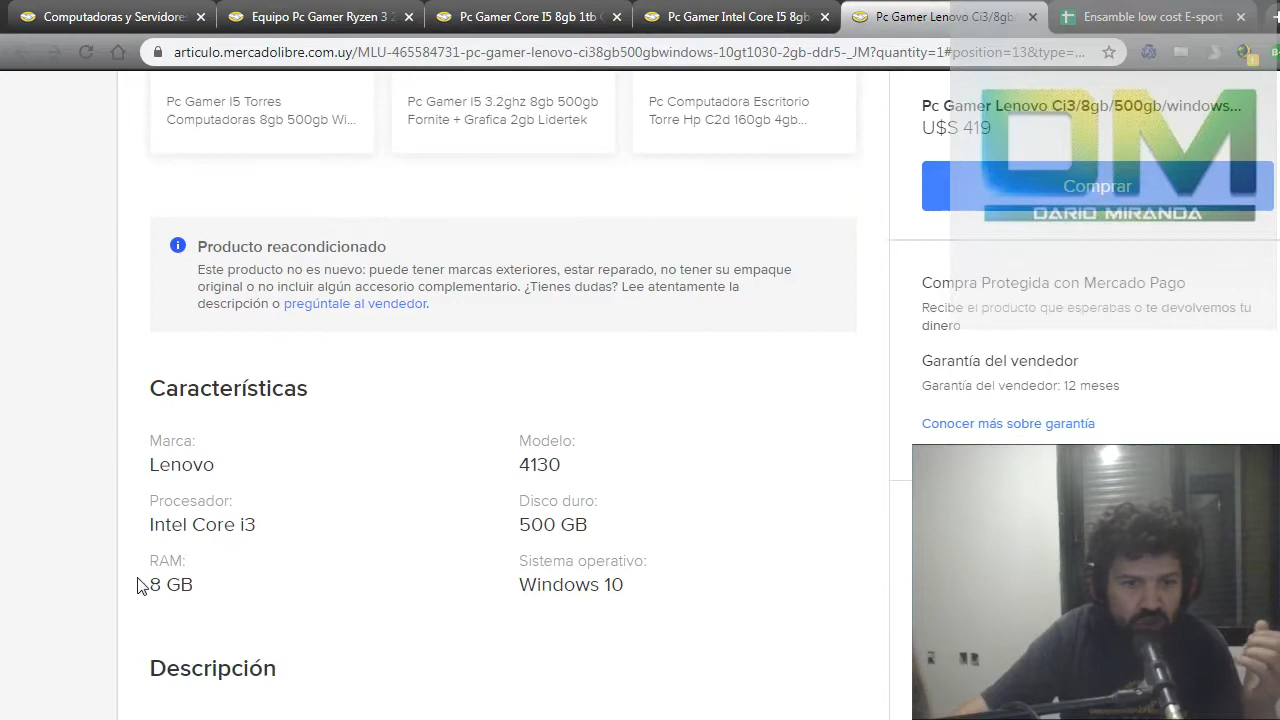 Computadoras y Servidores
Equipo Pc Gamer Ryzen 3 2
Pc Gamer Core I5 8gb 1tb
Pc Gamer Intel Core I5 8gb
Pc Gamer Lenovo Ci3/8gb
Ensamble low cost E-sport
articulo.mercadolibre.com.uy/MLU-465584731-pc-gamer-lenovo-ci38gb500gbwindows-10gt1030-2gb-ddr5-_JM?quantity=1#position=13&type=...
Pc Gamer I5 Torres
Computadoras 8gb 500gb Wi...
Pc Gamer I5 3.2ghz 8gb 500gb
Fornite + Grafica 2gb Lidertek
Pc Computadora Escritorio
Torre Hp C2d 160gb 4gb...
Pc Gamer Lenovo Ci3/8gb/500gb/windows...
U$S 419
Comprar
DM
DARIO MIRANDA
Producto reacondicionado
Este producto no es nuevo: puede tener marcas exteriores, estar reparado, no tener su empaque
original o no incluir algún accesorio complementario. ¿Tienes dudas? Lee atentamente la
descripción o pregúntale al vendedor.
Compra Protegida con Mercado Pago
Recibe el producto que esperabas o te devolvemos tu
dinero
Garantía del vendedor
Garantía del vendedor: 12 meses
Conocer más sobre garantía
Características
Marca:
Lenovo
Modelo:
4130
Procesador:
Intel Core i3
Disco duro:
500 GB
RAM:
8 GB
Sistema operativo:
Windows 10
Descripción